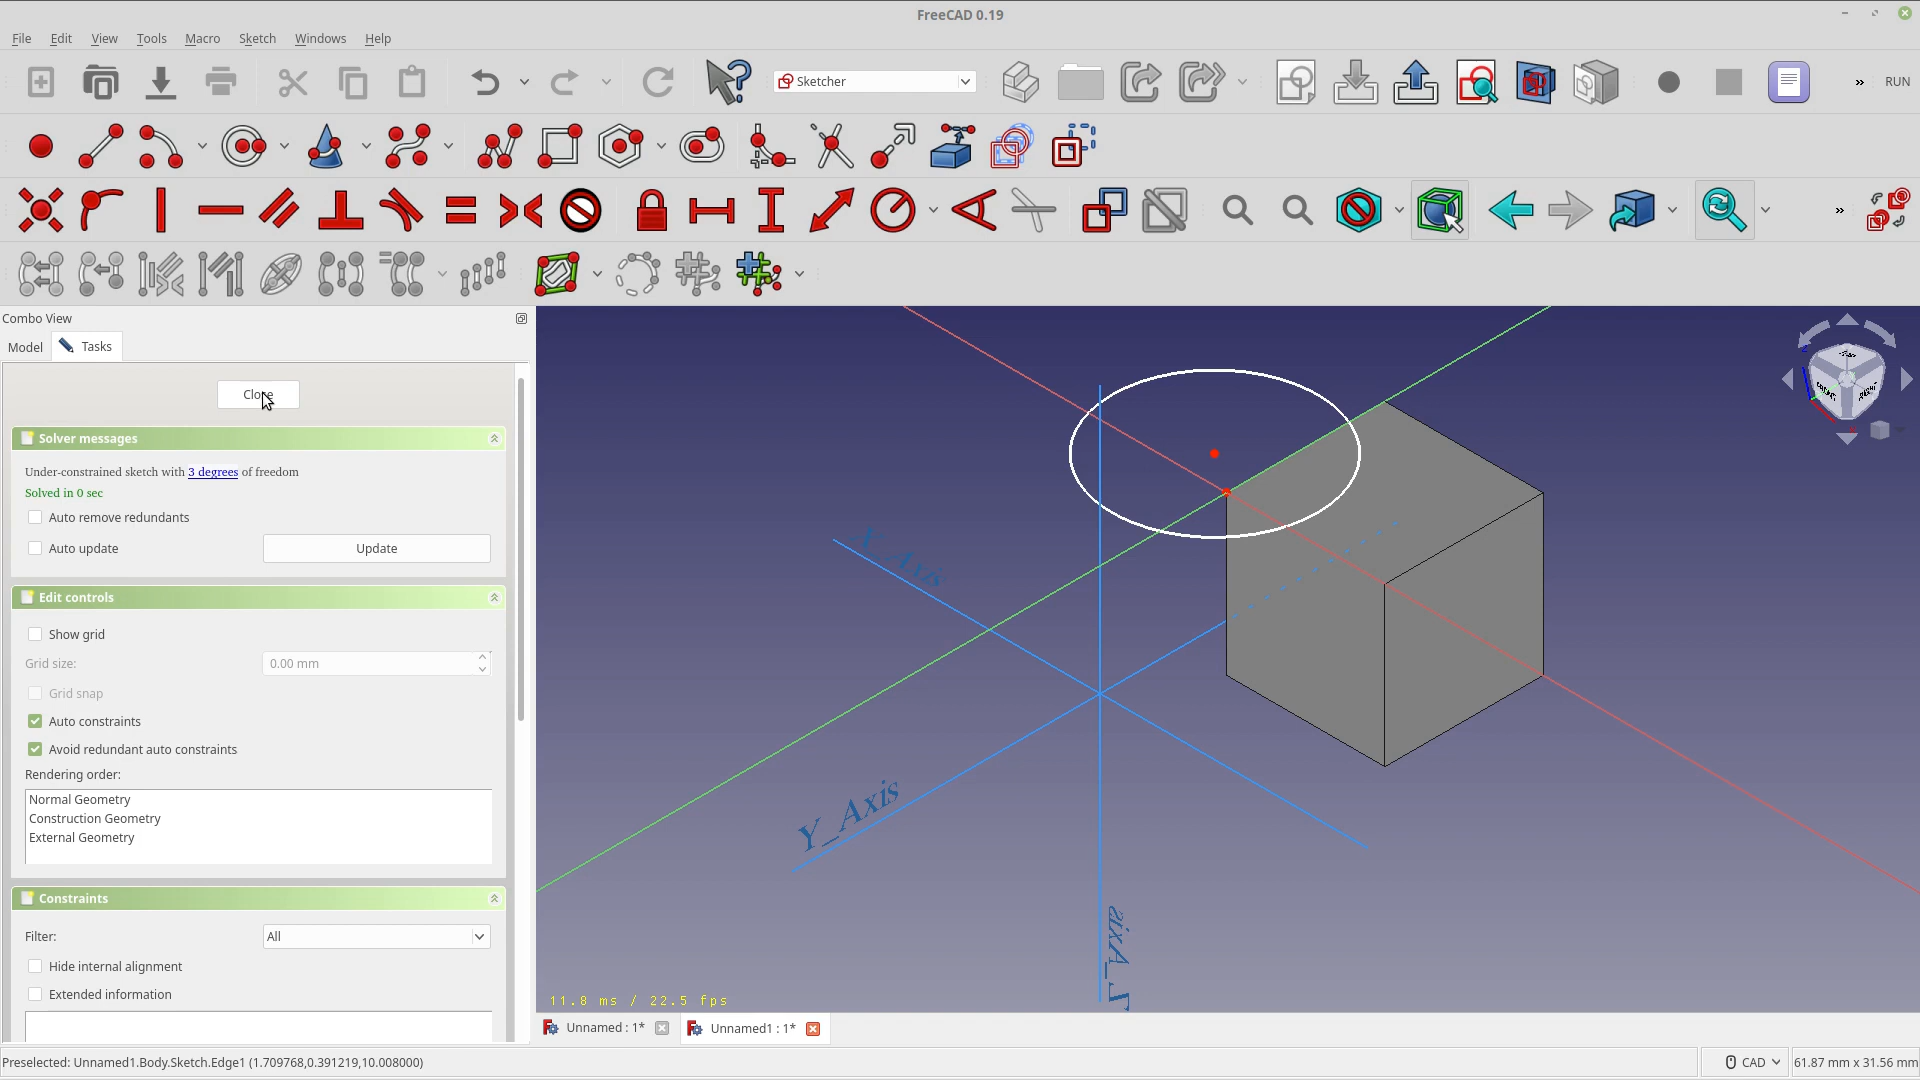 FreeCAD 0.19
File Edit View Tools Macro Sketch Windows Help
Sketcher
» RUN
»
Combo View
Model Tasks
Solver messages
Under-constrained sketch with 3 degrees of freedom
Solved in 0 sec
Auto remove redundants
Auto update Update
Edit controls
Show grid
Grid size: 0.00 mm
Grid snap
Auto constraints
Avoid redundant auto constraints
Rendering order:
Normal Geometry
Construction Geometry
External Geometry
Constraints
Filter: All
Hide internal alignment
Extended information
X_Axis
Y_Axis
Z_Axis
11.8 ms / 22.5 fps
Unnamed : 1* Unnamed1 : 1*
Preselected: Unnamed1.Body.Sketch.Edge1 (1.709768,0.391219,10.008000) CAD 61.87 mm x 31.56 mm